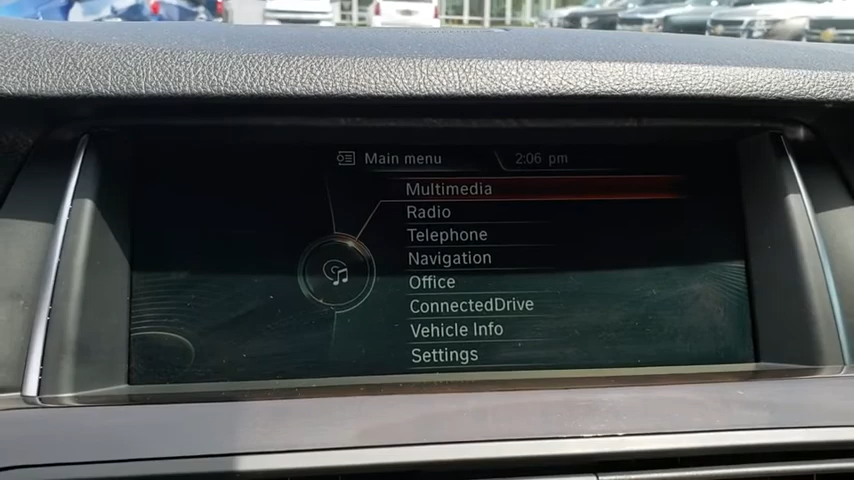 Main menu 2:06 pm
Multimedia
Radio
Telephone
Navigation
Office
ConnectedDrive
Vehicle Info
Settings